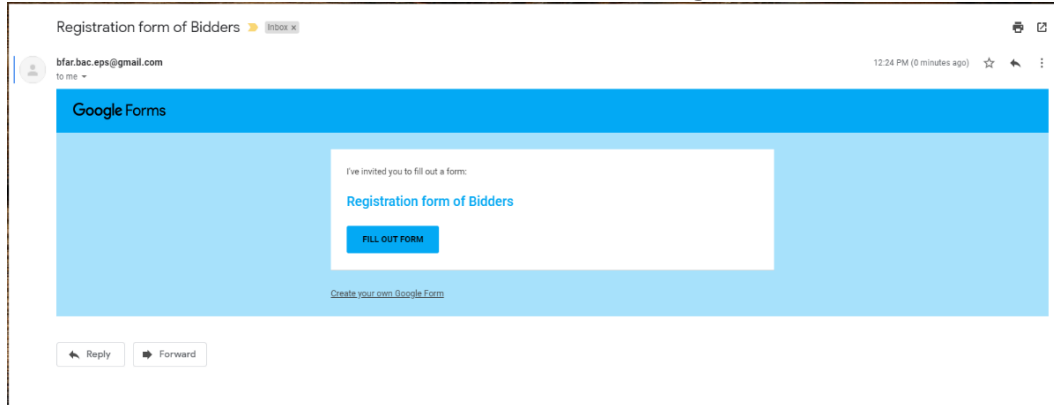 Registration form of Bidders Inbox x
bfar.bac.eps@gmail.com 12:24 PM (0 minutes ago)
to me
Google Forms
I've invited you to fill out a form:
Registration form of Bidders
FILL OUT FORM
Create your own Google Form
Reply Forward